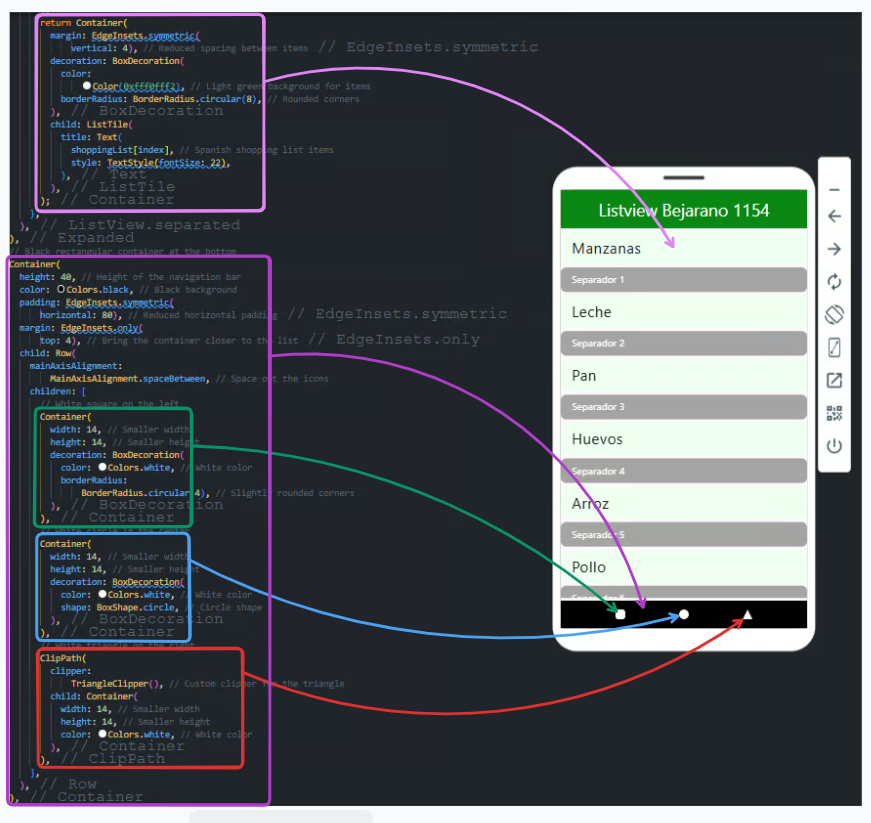 return Container(
margin: EdgeInsets.symmetric(
vertical: 4), // Reduced spacing between items // EdgeInsets.symmetric
decoration: BoxDecoration(
color:
Color(0xfff0fff2), // Light green background for items
borderRadius: BorderRadius.circular(8), // Rounded corners
), // BoxDecoration
child: ListTile(
title: Text(
shoppingList[index], // Spanish shopping list items
style: TextStyle(fontSize: 22),
), // Text
), // ListTile
); // Container
},
), // ListView.separated
), // Expanded
// Black rectangular container at the bottom
Container(
height: 40, // Height of the navigation bar
color: Colors.black, // Black background
padding: EdgeInsets.symmetric(
horizontal: 80), // Reduced horizontal padding // EdgeInsets.symmetric
margin: EdgeInsets.only(
top: 4), // Bring the container closer to the list // EdgeInsets.only
child: Row(
mainAxisAlignment:
MainAxisAlignment.spaceBetween, // Space out the icons
children: [
// White square on the left
Container(
width: 14, // Smaller width
height: 14, // Smaller height
decoration: BoxDecoration(
color: Colors.white, // White color
borderRadius:
BorderRadius.circular(4), // Slightly rounded corners
), // BoxDecoration
), // Container
// White circle in the center
Container(
width: 14, // Smaller width
height: 14, // Smaller height
decoration: BoxDecoration(
color: Colors.white, // White color
shape: BoxShape.circle, // Circle shape
), // BoxDecoration
), // Container
// White triangle on the right
ClipPath(
clipper:
TriangleClipper(), // Custom clipper for the triangle
child: Container(
width: 14, // Smaller width
height: 14, // Smaller height
color: Colors.white, // White color
), // Container
), // ClipPath
],
), // Row
), // Container
Listview Bejarano 1154
Manzanas
Separador 1
Leche
Separador 2
Pan
Separador 3
Huevos
Separador 4
Arroz
Separador 5
Pollo
Separador 6